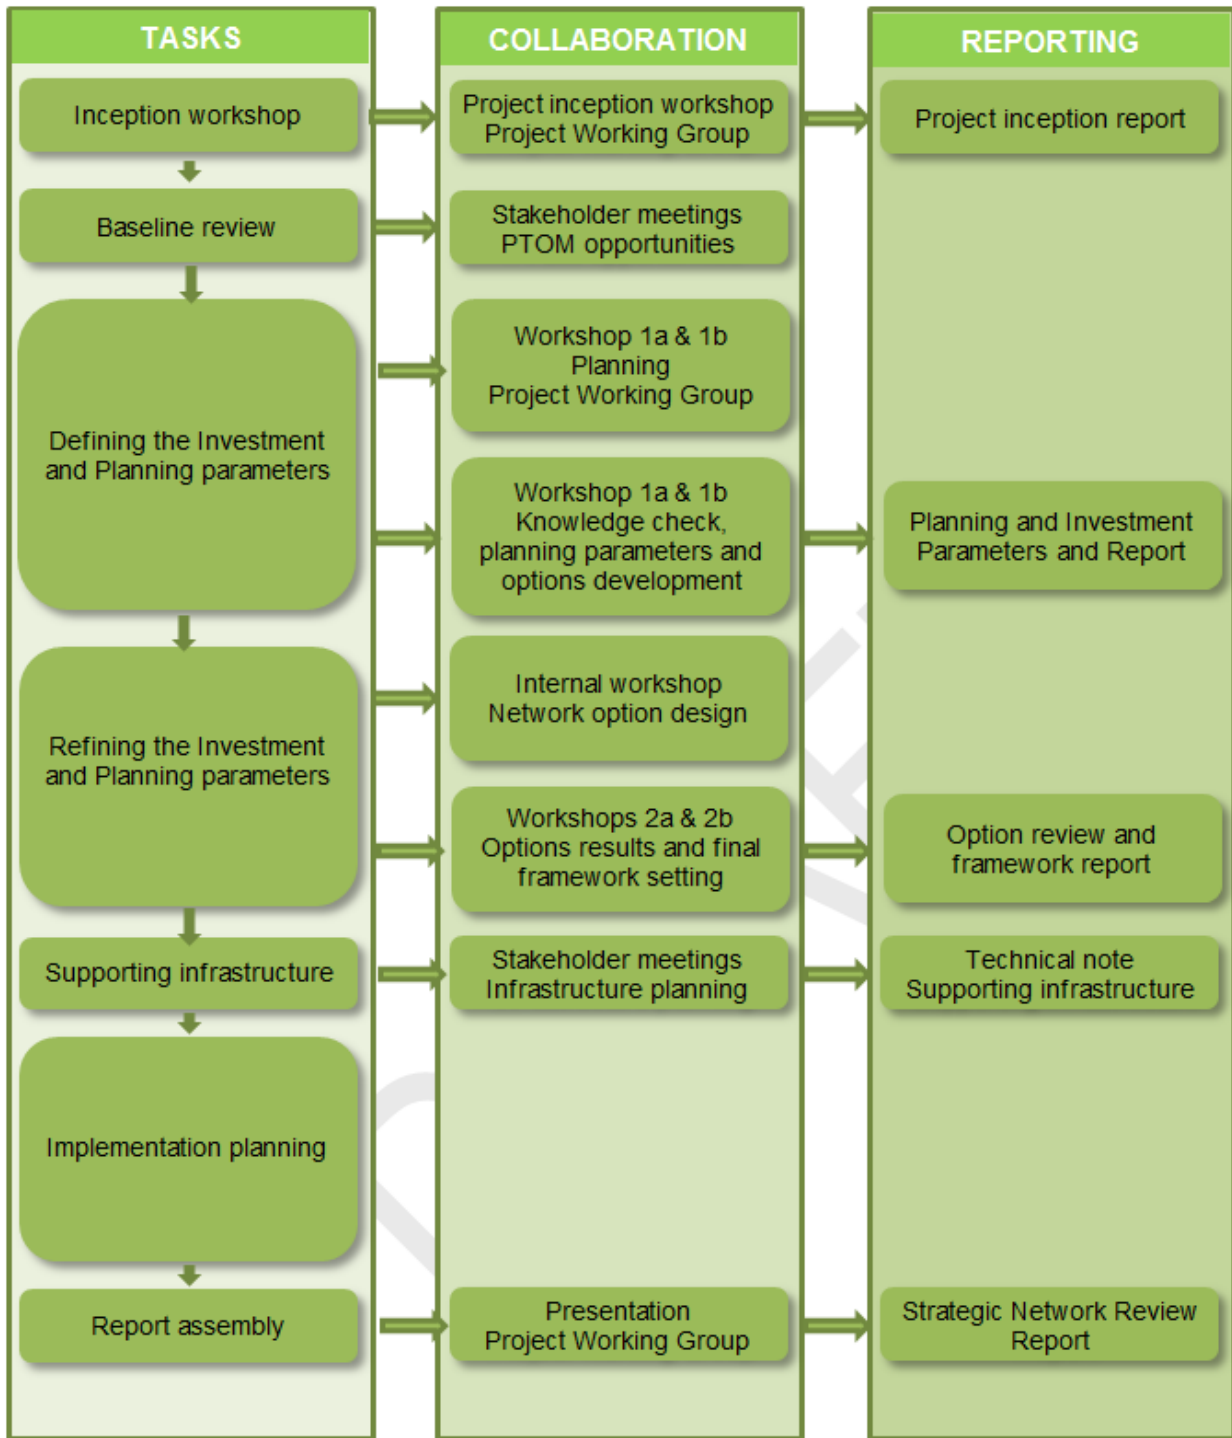 TASKS
Inception workshop
Baseline review
Defining the Investment
and Planning parameters
Refining the Investment
and Planning parameters
Supporting infrastructure
Implementation planning
Report assembly
COLLABORATION
Project inception workshop
Project Working Group
Stakeholder meetings
PTOM opportunities
Workshop 1a & 1b
Planning
Project Working Group
Workshop 1a & 1b
Knowledge check,
planning parameters and
options development
Internal workshop
Network option design
Workshops 2a & 2b
Options results and final
framework setting
Stakeholder meetings
Infrastructure planning
Presentation
Project Working Group
REPORTING
Project inception report
Planning and Investment
Parameters and Report
Option review and
framework report
Technical note
Supporting infrastructure
Strategic Network Review
Report